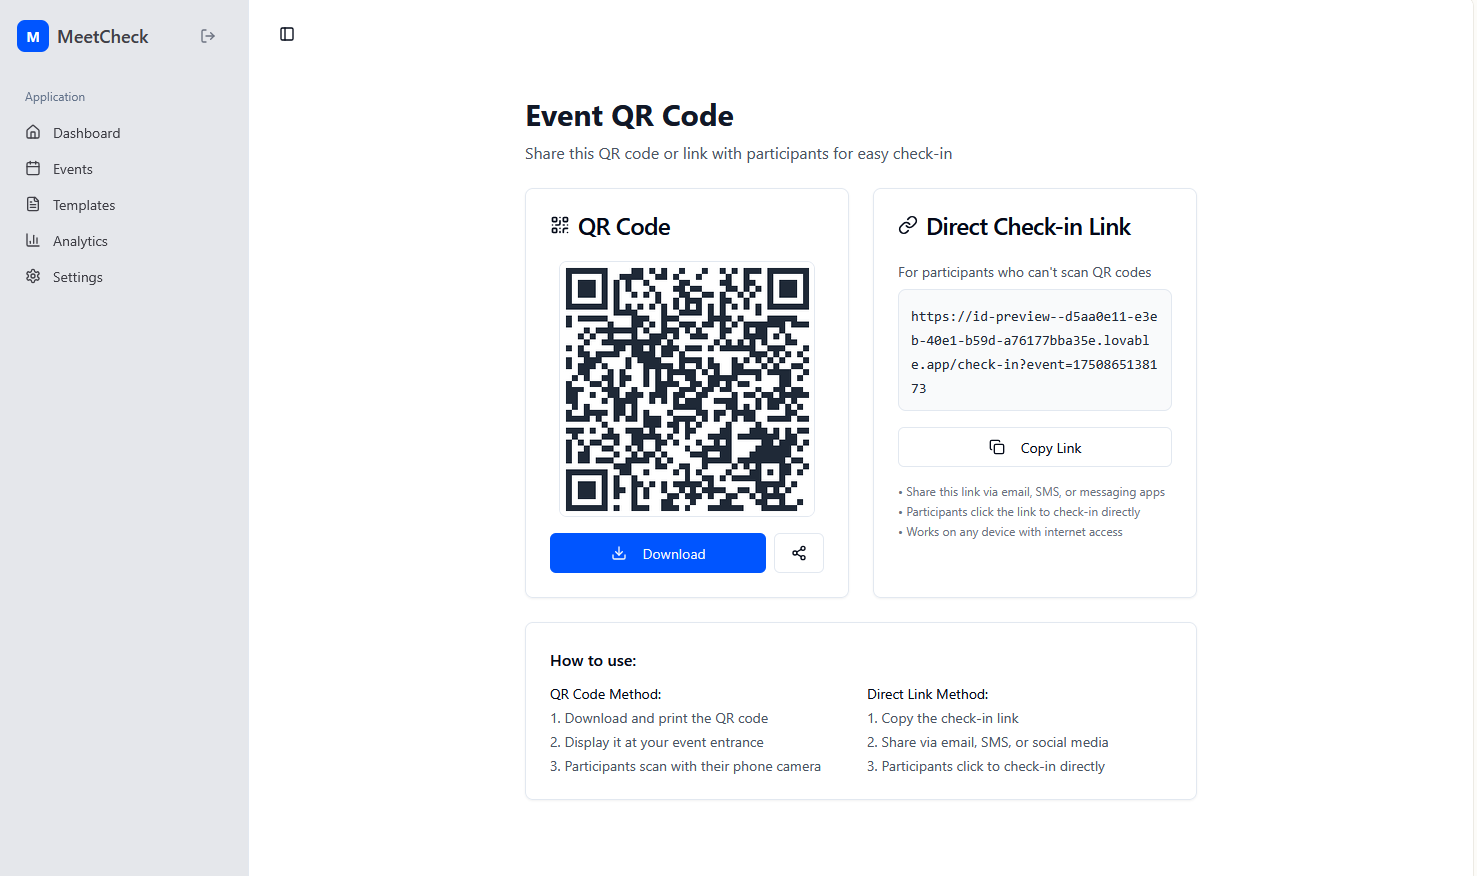 M MeetCheck
Application
Dashboard
Events
Templates
Analytics
Settings
Event QR Code
Share this QR code or link with participants for easy check-in
QR Code
Download
Direct Check-in Link
For participants who can't scan QR codes
https://id-preview--d5aa0e11-e3e
b-40e1-b59d-a76177bba35e.lovabl
e.app/check-in?event=17508651381
73
Copy Link
• Share this link via email, SMS, or messaging apps
• Participants click the link to check-in directly
• Works on any device with internet access
How to use:
QR Code Method:
1. Download and print the QR code
2. Display it at your event entrance
3. Participants scan with their phone camera
Direct Link Method:
1. Copy the check-in link
2. Share via email, SMS, or social media
3. Participants click to check-in directly